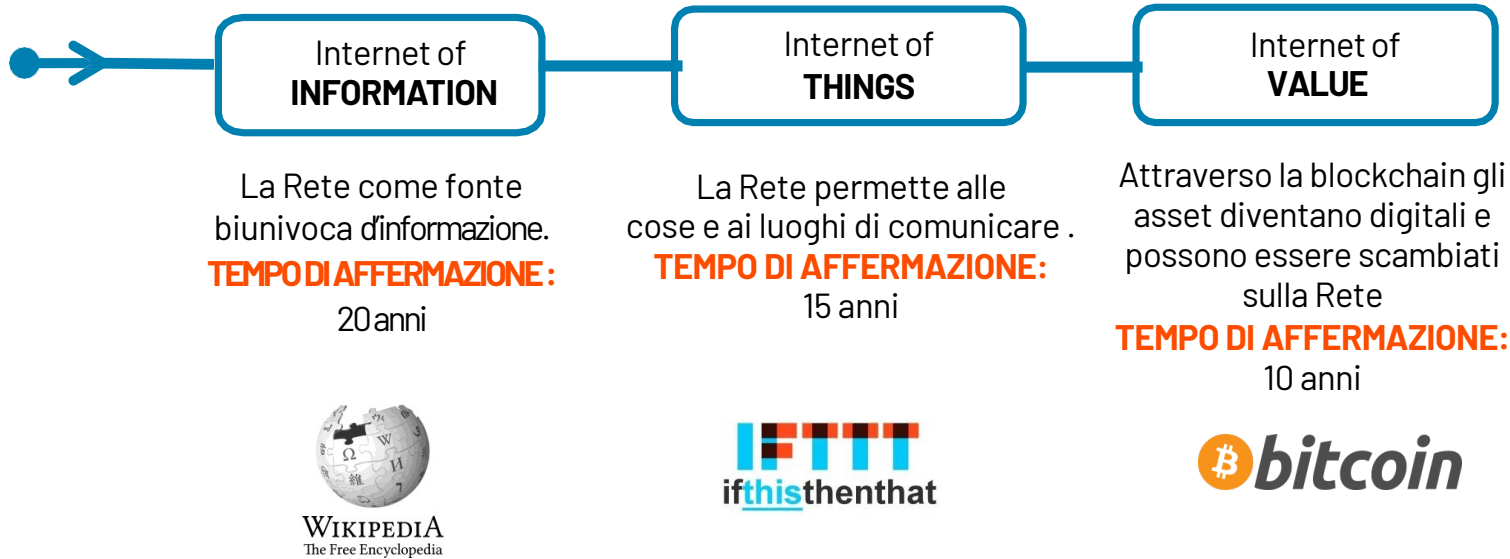 Internet of
INFORMATION
La Rete come fonte
biunivoca d'informazione.
TEMPO DI AFFERMAZIONE :
20 anni
WIKIPEDIA
The Free Encyclopedia
Internet of
THINGS
La Rete permette alle
cose e ai luoghi di comunicare .
TEMPO DI AFFERMAZIONE:
15 anni
IFTTT
ifthisthenthat
Internet of
VALUE
Attraverso la blockchain gli
asset diventano digitali e
possono essere scambiati
sulla Rete
TEMPO DI AFFERMAZIONE:
10 anni
bitcoin